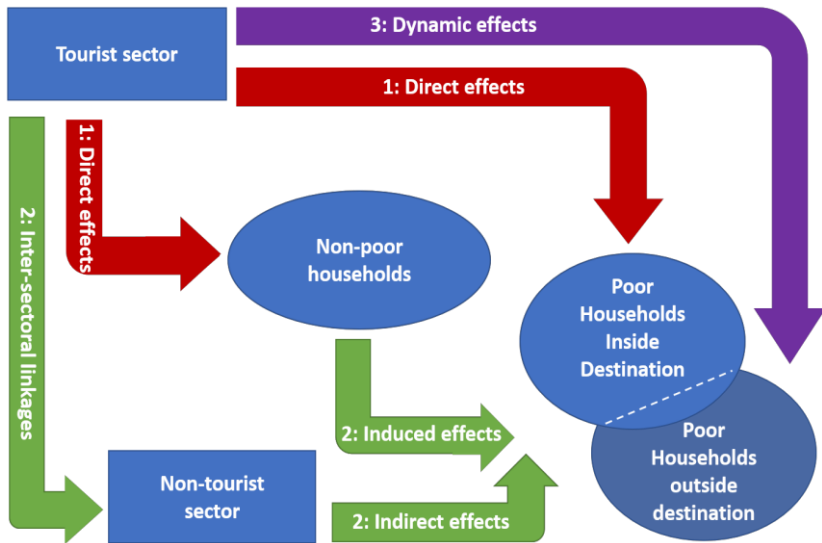 3: Dynamic effects
Tourist sector
1: Direct effects
1: Direct effects
2: Inter-sectoral linkages
Non-poor
households
Poor
Households
Inside
Destination
2: Induced effects
Poor
Households
outside
destination
Non-tourist
sector
2: Indirect effects